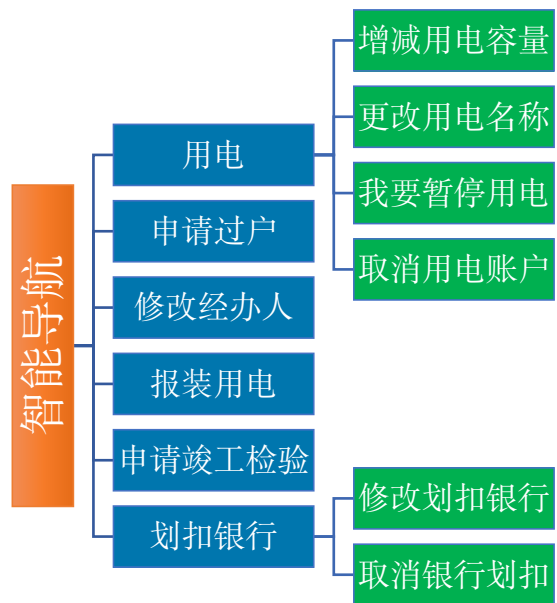 智能导航
用电
增减用电容量
更改用电名称
我要暂停用电
取消用电账户
申请过户
修改经办人
报装用电
申请竣工检验
划扣银行
修改划扣银行
取消银行划扣